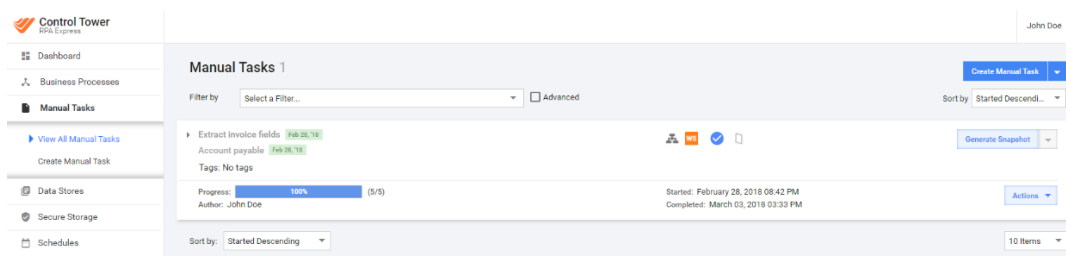 Control Tower
RPA Express
John Doe
Dashboard
Business Processes
Manual Tasks
View All Manual Tasks
Create Manual Task
Data Stores
Secure Storage
Schedules
Manual Tasks 1
Create Manual Task
Filter by Select a Filter... Advanced
Sort by Started Descendi...
Extract invoice fields Feb 28, '18
WS
Generate Snapshot
Account payable Feb 28, '18
Tags: No tags
Progress: 100% (5/5)
Started: February 28, 2018 08:42 PM
Actions
Author: John Doe
Completed: March 03, 2018 03:33 PM
Sort by: Started Descending
10 Items